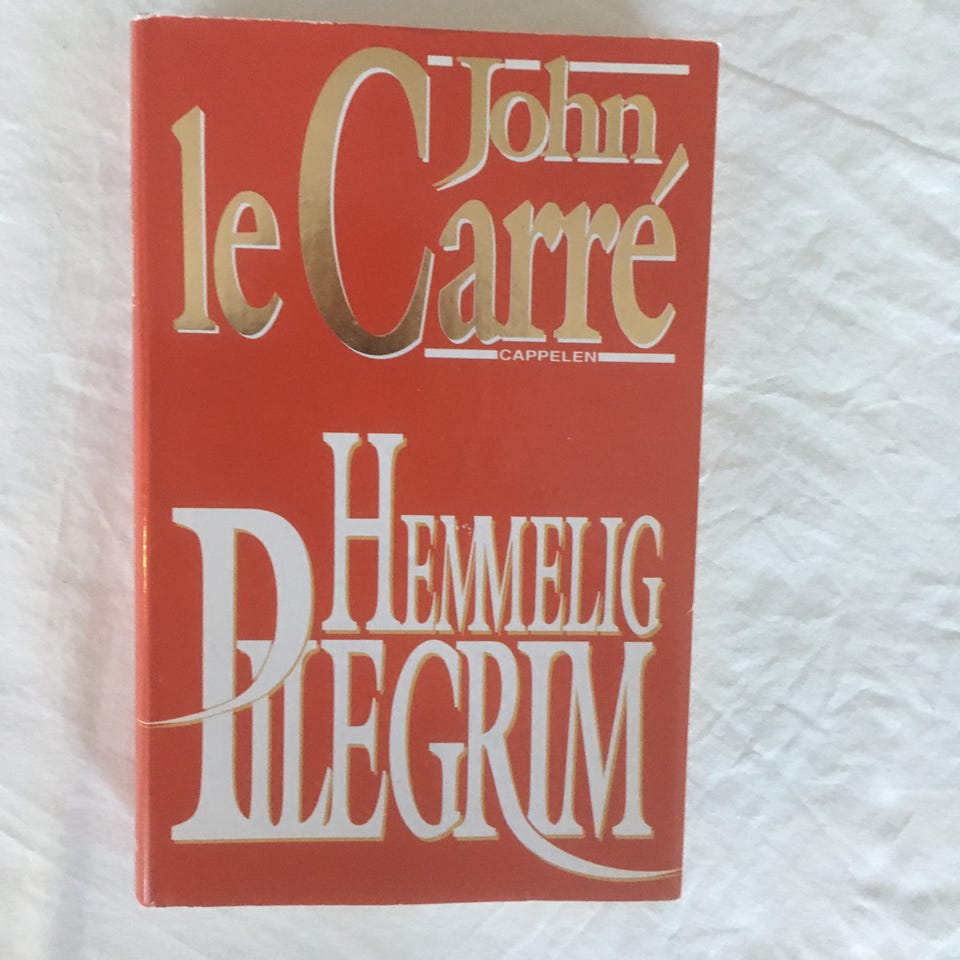 John
le Carré
CAPPELEN
HEMMELIG
PILEGRIM